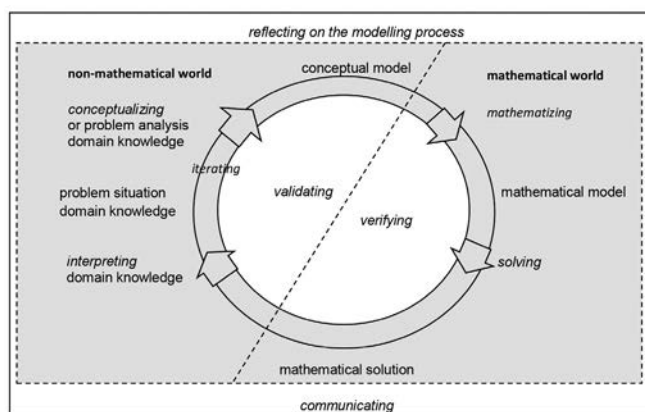 reflecting on the modelling process
non-mathematical world
conceptual model
mathematical world
conceptualizing
or problem analysis
domain knowledge
mathematizing
iterating
problem situation
domain knowledge
validating
verifying
mathematical model
interpreting
domain knowledge
solving
mathematical solution
communicating